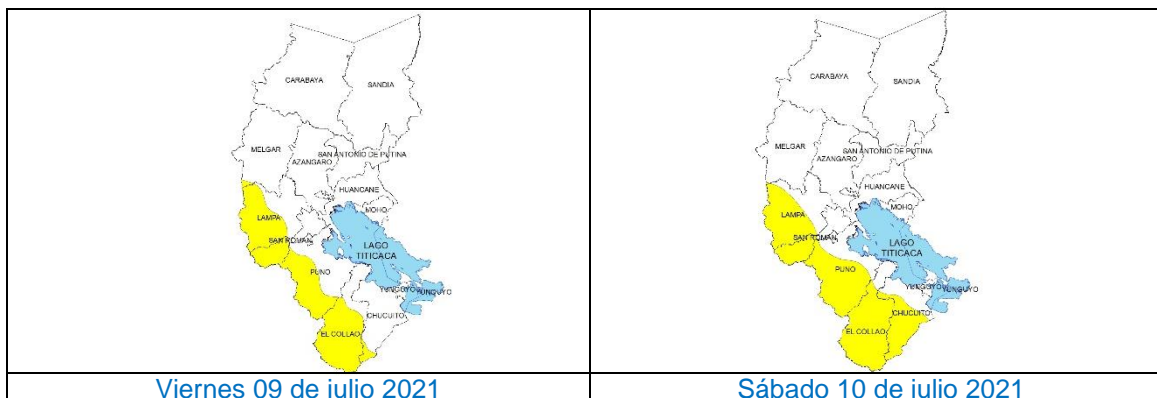 CARABAYA
SANDIA
MELGAR
SAN ANTONIO DE PUTINA
AZANGARO
HUANCANE
MOHO
LAMPA
SAN ROMAN
LAGO
TITICACA
PUNO
YUNGUYO
YUNGUYO
CHUCUITO
EL COLLAO
Viernes 09 de julio 2021
CARABAYA
SANDIA
MELGAR
SAN ANTONIO DE PUTINA
AZANGARO
HUANCANE
MOHO
LAMPA
SAN ROMAN
LAGO
TITICACA
PUNO
YUNGUYO
YUNGUYO
CHUCUITO
EL COLLAO
Sábado 10 de julio 2021